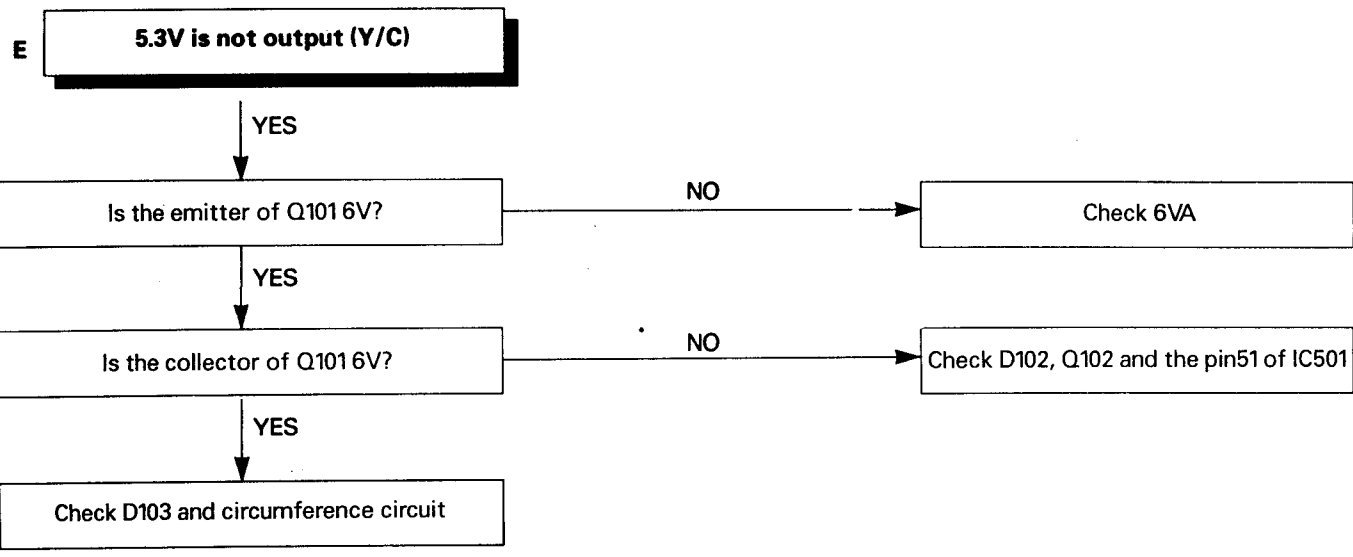 E
5.3V is not output (Y/C)
YES
Is the emitter of Q101 6V?
NO
Check 6VA
YES
Is the collector of Q101 6V?
NO
Check D102, Q102 and the pin51 of IC501
YES
Check D103 and circumference circuit